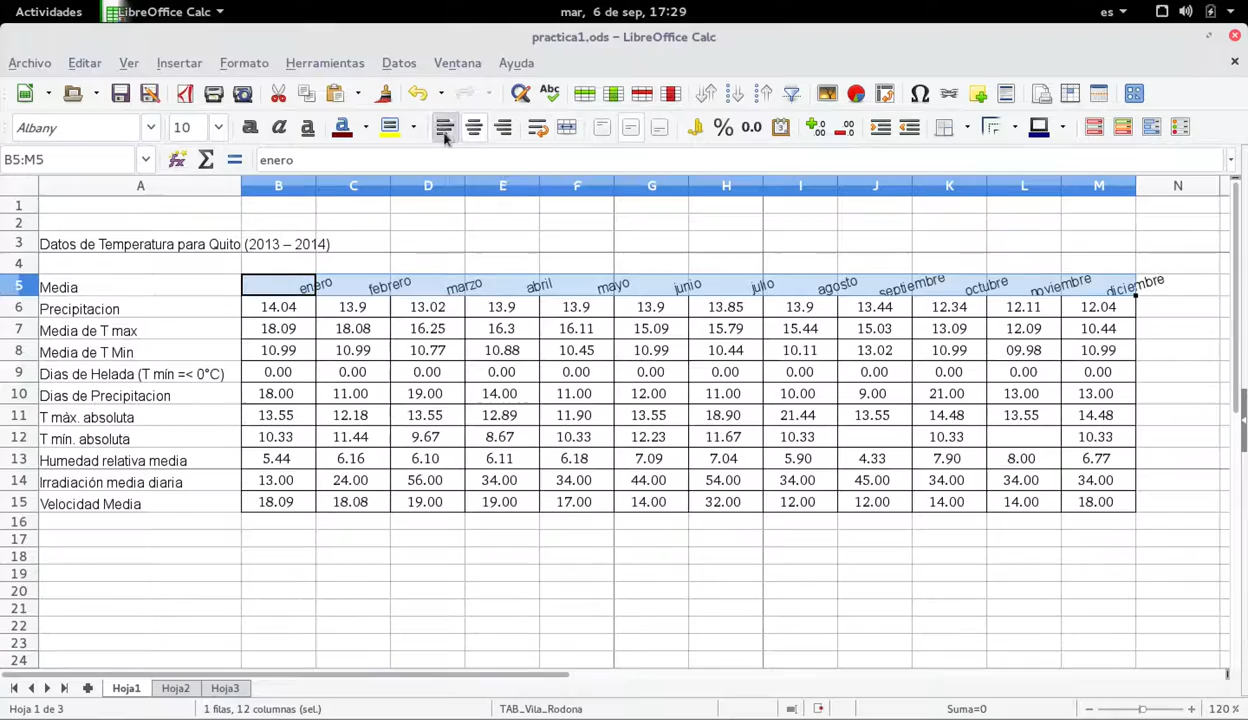 Actividades LibreOffice Calc mar, 6 de sep, 17:29 es
practica1.ods – LibreOffice Calc
Archivo Editar Ver Insertar Formato Herramientas Datos Ventana Ayuda
Abc
Albany 10 a a a a % 0.0
B5:M5 enero
A B C D E F G H I J K L M N
1
2
3 Datos de Temperatura para Quito (2013 – 2014)
4
5 Media enero febrero marzo abril mayo junio julio agosto septiembre octubre noviembre diciembre
6 Precipitacion 14.04 13.9 13.02 13.9 13.9 13.9 13.85 13.9 13.44 12.34 12.11 12.04
7 Media de T max 18.09 18.08 16.25 16.3 16.11 15.09 15.79 15.44 15.03 13.09 12.09 10.44
8 Media de T Min 10.99 10.99 10.77 10.88 10.45 10.99 10.44 10.11 13.02 10.99 09.98 10.99
9 Dias de Helada (T mín =< 0°C) 0.00 0.00 0.00 0.00 0.00 0.00 0.00 0.00 0.00 0.00 0.00 0.00
10 Dias de Precipitacion 18.00 11.00 19.00 14.00 11.00 12.00 11.00 10.00 9.00 21.00 13.00 13.00
11 T màx. absoluta 13.55 12.18 13.55 12.89 11.90 13.55 18.90 21.44 13.55 14.48 13.55 14.48
12 T mín. absoluta 10.33 11.44 9.67 8.67 10.33 12.23 11.67 10.33 10.33 10.33
13 Humedad relativa media 5.44 6.16 6.10 6.11 6.18 7.09 7.04 5.90 4.33 7.90 8.00 6.77
14 Irradiación media diaria 13.00 24.00 56.00 34.00 34.00 44.00 54.00 34.00 45.00 34.00 34.00 34.00
15 Velocidad Media 18.09 18.08 19.00 19.00 17.00 14.00 32.00 12.00 12.00 14.00 14.00 18.00
16
17
18
19
20
21
22
23
24
Hoja1 Hoja2 Hoja3
Hoja 1 de 3 1 filas, 12 columnas (sel.) TAB_Vila_Rodona Suma=0 120 %